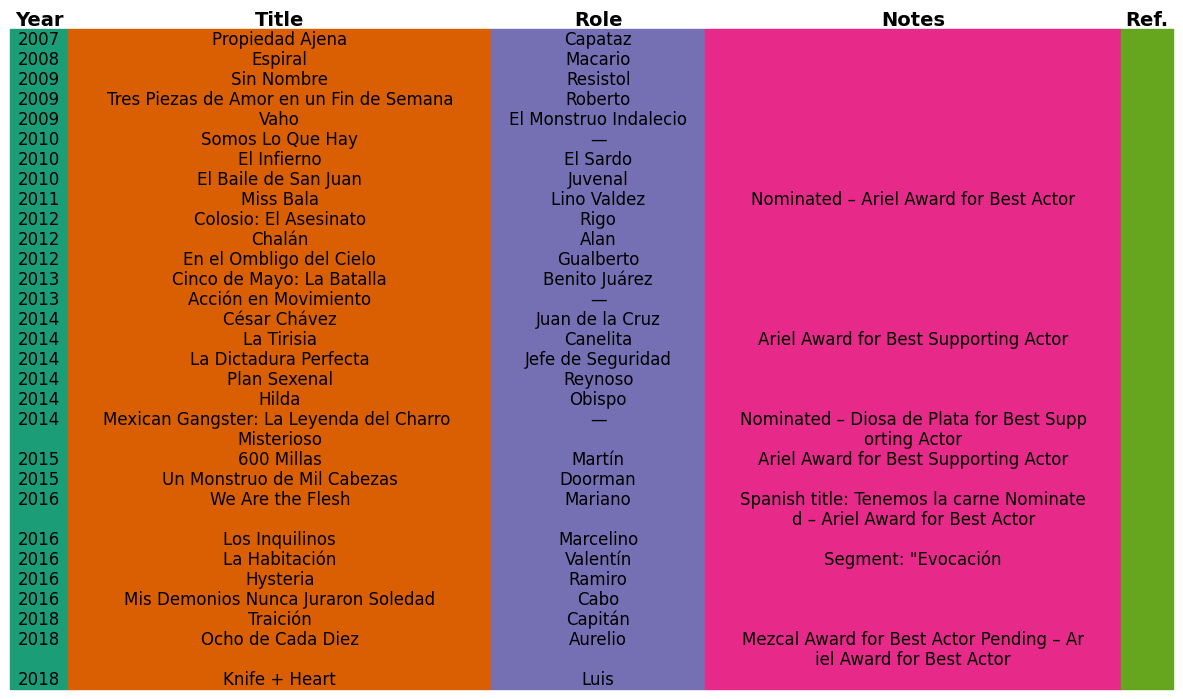 Year Title Role Notes Ref.
2007 Propiedad Ajena Capataz
2008 Espiral Macario
2009 Sin Nombre Resistol
2009 Tres Piezas de Amor en un Fin de Semana Roberto
2009 Vaho El Monstruo Indalecio
2010 Somos Lo Que Hay —
2010 El Infierno El Sardo
2010 El Baile de San Juan Juvenal
2011 Miss Bala Lino Valdez Nominated – Ariel Award for Best Actor
2012 Colosio: El Asesinato Rigo
2012 Chalán Alan
2012 En el Ombligo del Cielo Gualberto
2013 Cinco de Mayo: La Batalla Benito Juárez
2013 Acción en Movimiento —
2014 César Chávez Juan de la Cruz
2014 La Tirisia Canelita Ariel Award for Best Supporting Actor
2014 La Dictadura Perfecta Jefe de Seguridad
2014 Plan Sexenal Reynoso
2014 Hilda Obispo
2014 Mexican Gangster: La Leyenda del Charro — Nominated – Diosa de Plata for Best Supp
Misterioso orting Actor
2015 600 Millas Martín Ariel Award for Best Supporting Actor
2015 Un Monstruo de Mil Cabezas Doorman
2016 We Are the Flesh Mariano Spanish title: Tenemos la carne Nominate
d – Ariel Award for Best Actor
2016 Los Inquilinos Marcelino
2016 La Habitación Valentín Segment: "Evocación
2016 Hysteria Ramiro
2016 Mis Demonios Nunca Juraron Soledad Cabo
2018 Traición Capitán
2018 Ocho de Cada Diez Aurelio Mezcal Award for Best Actor Pending – Ar
iel Award for Best Actor
2018 Knife + Heart Luis